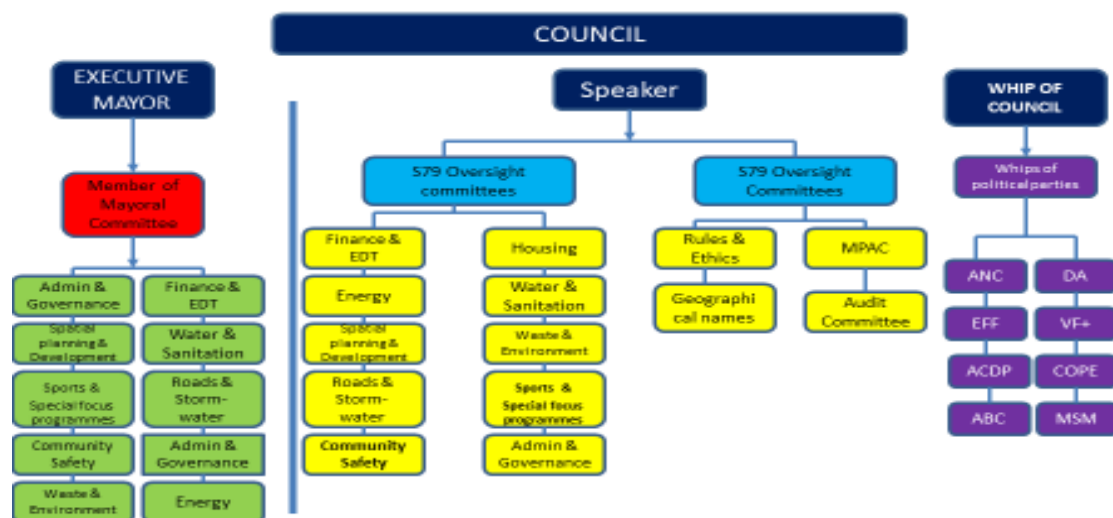 COUNCIL
EXECUTIVE
MAYOR
Speaker
WHIP OF
COUNCIL
Member of
Mayoral
Committee
S79 Oversight
committees
S79 Oversight
Committees
Whips of
political parties
Admin &
Governance
Finance &
EDT
Spatial
planning &
Development
Water &
Sanitation
Sports &
Special focus
programmes
Roads &
Storm-
water
Community
Safety
Admin &
Governance
Waste &
Environment
Energy
Finance &
EDT
Housing
Energy
Water &
Sanitation
Spatial
planning &
Development
Waste &
Environment
Roads &
Storm-
water
Sports &
Special focus
programmes
Community
Safety
Admin &
Governance
Rules &
Ethics
MPAC
Geographi
cal names
Audit
Committee
ANC
DA
EFF
VF+
ACDP
COPE
ABC
MSM